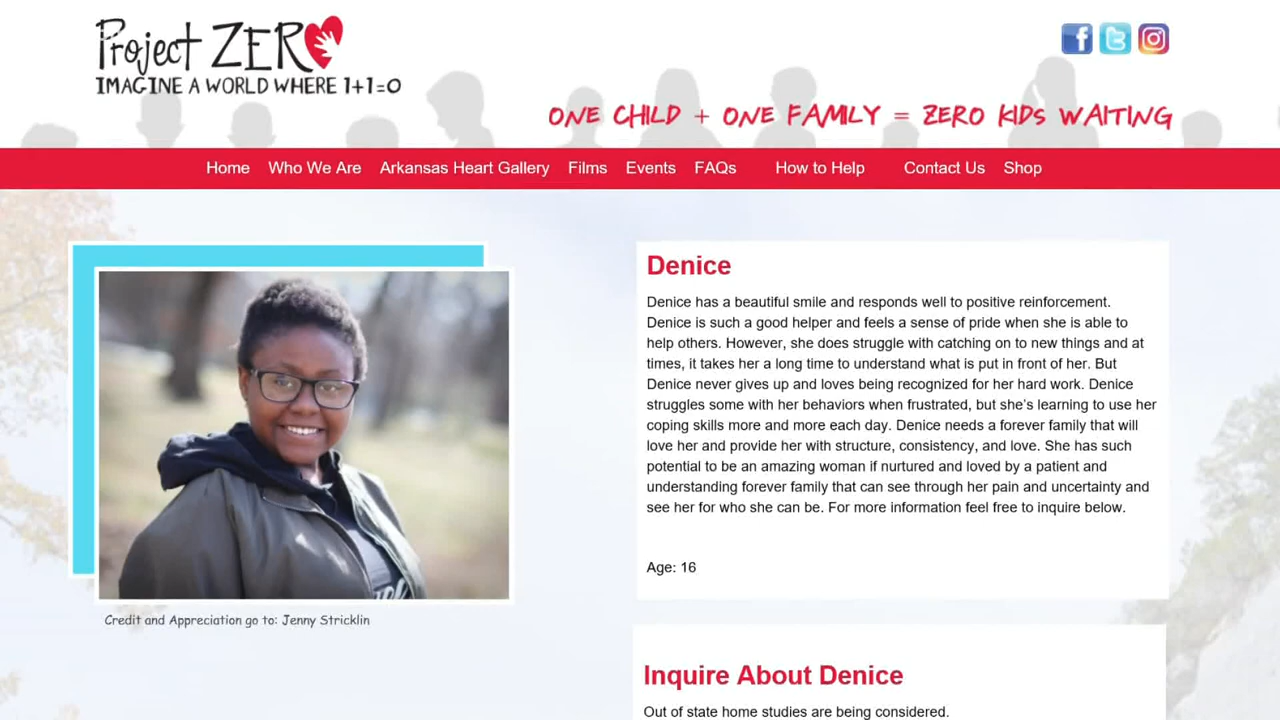 Project ZERO
IMAGINE A WORLD WHERE 1+1=0
ONE CHILD + ONE FAMILY = ZERO KIDS WAITING
Home Who We Are Arkansas Heart Gallery Films Events FAQs How to Help Contact Us Shop
Denice
Denice has a beautiful smile and responds well to positive reinforcement.
Denice is such a good helper and feels a sense of pride when she is able to
help others. However, she does struggle with catching on to new things and at
times, it takes her a long time to understand what is put in front of her. But
Denice never gives up and loves being recognized for her hard work. Denice
struggles some with her behaviors when frustrated, but she's learning to use her
coping skills more and more each day. Denice needs a forever family that will
love her and provide her with structure, consistency, and love. She has such
potential to be an amazing woman if nurtured and loved by a patient and
understanding forever family that can see through her pain and uncertainty and
see her for who she can be. For more information feel free to inquire below.
Age: 16
Credit and Appreciation go to: Jenny Stricklin
Inquire About Denice
Out of state home studies are being considered.